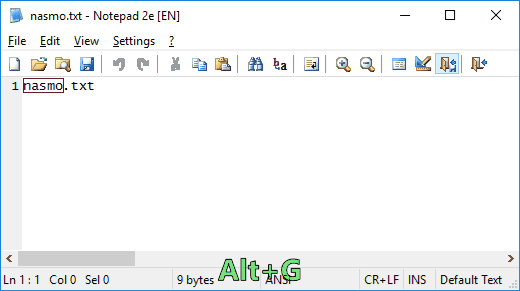 nasmo.txt - Notepad 2e [EN]
File Edit View Settings ?
1 nasmo.txt
Alt+G
Ln 1 : 1 Col 0 Sel 0 9 bytes ANSI CR+LF INS Default Text